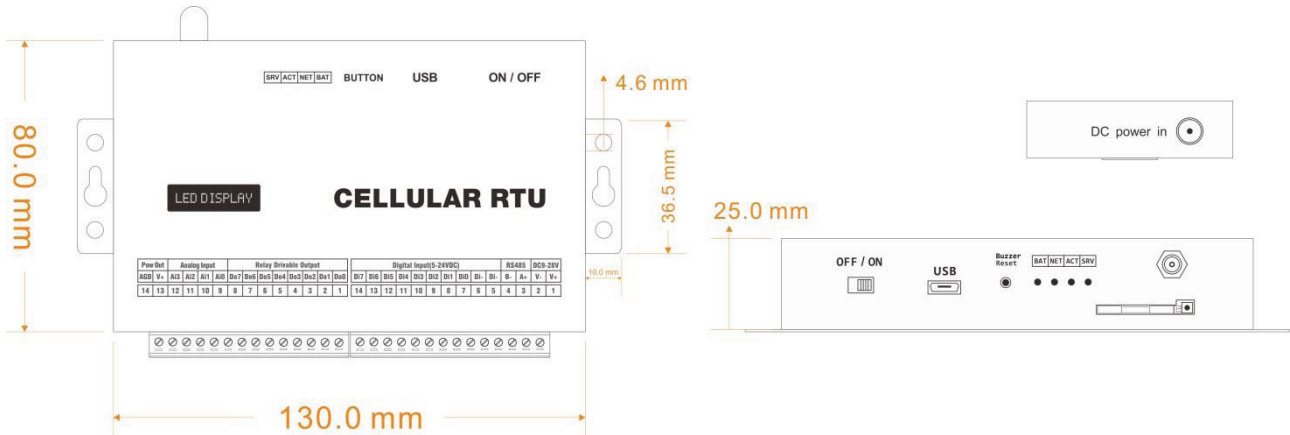 SRV ACT NET BAT BUTTON USB ON / OFF
4.6 mm
80.0 mm
LED DISPLAY
CELLULAR RTU
36.5 mm
10.0 mm
Pow Out Analog Input Relay Drivable Output
AGD V+ Ai3 Ai2 Ai1 Ai0 Do7 Do6 Do5 Do4 Do3 Do2 Do1 Do0
14 13 12 11 10 9 8 7 6 5 4 3 2 1
Digital Input(5-24VDC) RS485 DC9-28V
Di7 Di6 Di5 Di4 Di3 Di2 Di1 Di0 Di- Di- B- A+ V- V+
14 13 12 11 10 9 8 7 6 5 4 3 2 1
130.0 mm
DC power in
25.0 mm
OFF / ON
USB
Buzzer
Reset
BAT NET ACT SRV